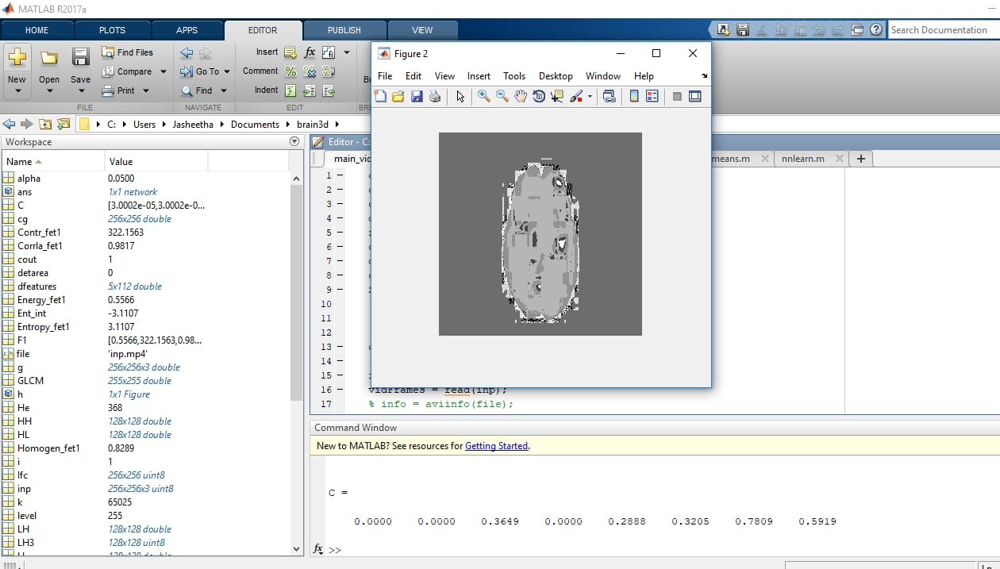 MATLAB R2017a
HOME PLOTS APPS EDITOR PUBLISH VIEW
Search Documentation
New Open Save
Find Files
Compare
Print
FILE
Go To
Find
NAVIGATE
Insert fx
Comment
Indent
EDIT
C: Users Jasheetha Documents brain3d
Workspace
Name Value
alpha 0.0500
ans 1x1 network
C [3.0002e-05,3.0002e-0...
cg 256x256 double
Contr_fet1 322.1563
Corrla_fet1 0.9817
cout 1
detarea 0
dfeatures 5x112 double
Energy_fet1 0.5566
Ent_int -3.1107
Entropy_fet1 3.1107
F1 [0.5566,322.1563,0.98...
file 'inp.mp4'
g 256x256x3 double
GLCM 255x255 double
h 1x1 Figure
He 368
HH 128x128 double
HL 128x128 double
Homogen_fet1 0.8289
i 1
Ifc 256x256 uint8
inp 256x256x3 uint8
k 65025
level 255
LH 128x128 double
LH3 128x128 uint8
Figure 2
File Edit View Insert Tools Desktop Window Help
Editor - C:
main_vid
means.m nnlearn.m
1 –
2 –
3 –
4 –
5 –
6 –
7 –
8 –
9 –
10
11
12
13 –
14 –
15 –
16 – vidFrames = read(inp);
17 % info = aviinfo(file);
Command Window
New to MATLAB? See resources for Getting Started.
C =
0.0000 0.0000 0.3649 0.0000 0.2888 0.3205 0.7809 0.5919
fx >>